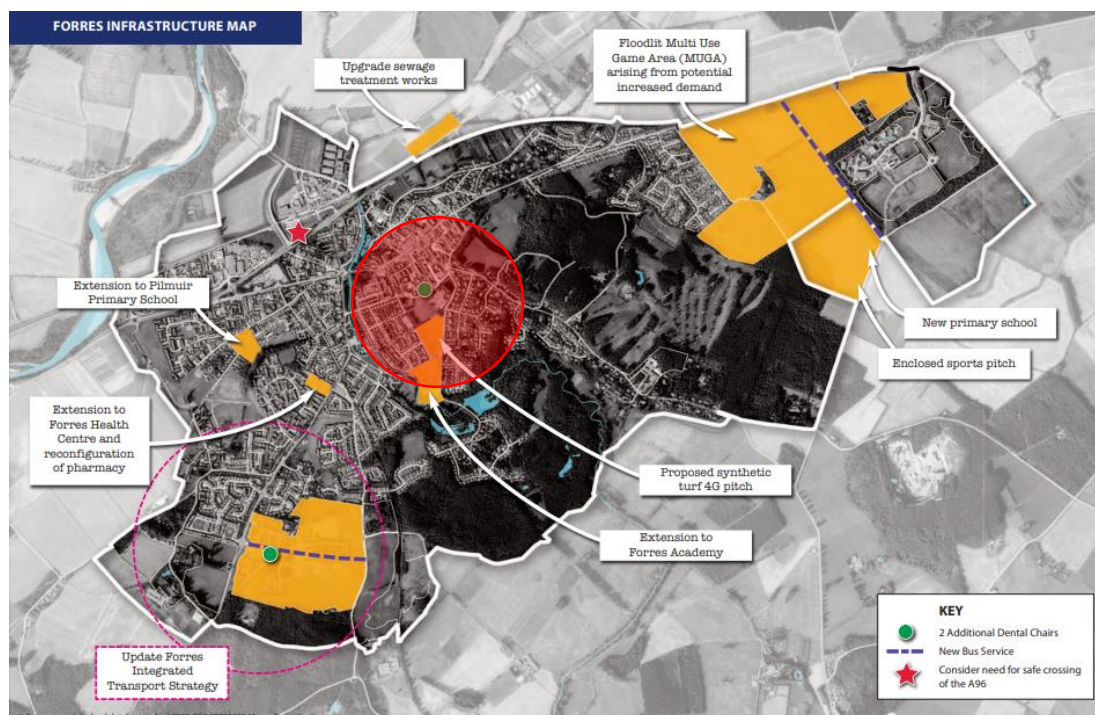 FORRES INFRASTRUCTURE MAP
Upgrade sewage
treatment works
Floodlit Multi Use
Game Area (MUGA)
arising from potential
increased demand
Extension to Pilmuir
Primary School
New primary school
Enclosed sports pitch
Extension to
Forres Health
Centre and
reconfiguration
of pharmacy
Proposed synthetic
turf 4G pitch
Extension to
Forres Academy
Update Forres
Integrated
Transport Strategy
KEY
2 Additional Dental Chairs
New Bus Service
Consider need for safe crossing
of the A96